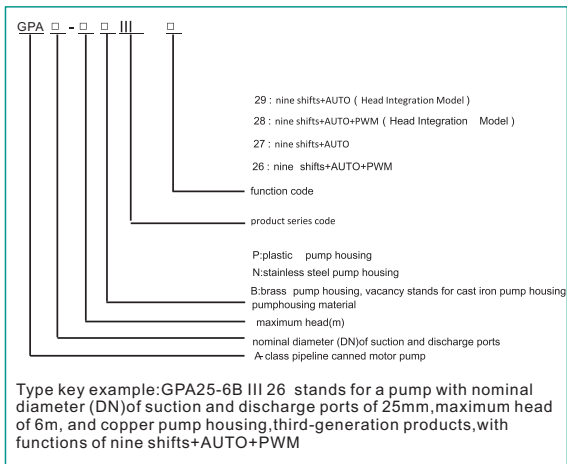 GPA □ - □ □ III □
29 : nine shifts+AUTO ( Head Integration Model )
28 : nine shifts+AUTO+PWM ( Head Integration Model )
27 : nine shifts+AUTO
26 : nine shifts+AUTO+PWM
function code
product series code
P:plastic pump housing
N:stainless steel pump housing
B:brass pump housing, vacancy stands for cast iron pump housing
pumphousing material
maximum head(m)
nominal diameter (DN)of suction and discharge ports
A-class pipeline canned motor pump
Type key example:GPA25-6B III 26 stands for a pump with nominal
diameter (DN)of suction and discharge ports of 25mm,maximum head
of 6m, and copper pump housing,third-generation products,with
functions of nine shifts+AUTO+PWM